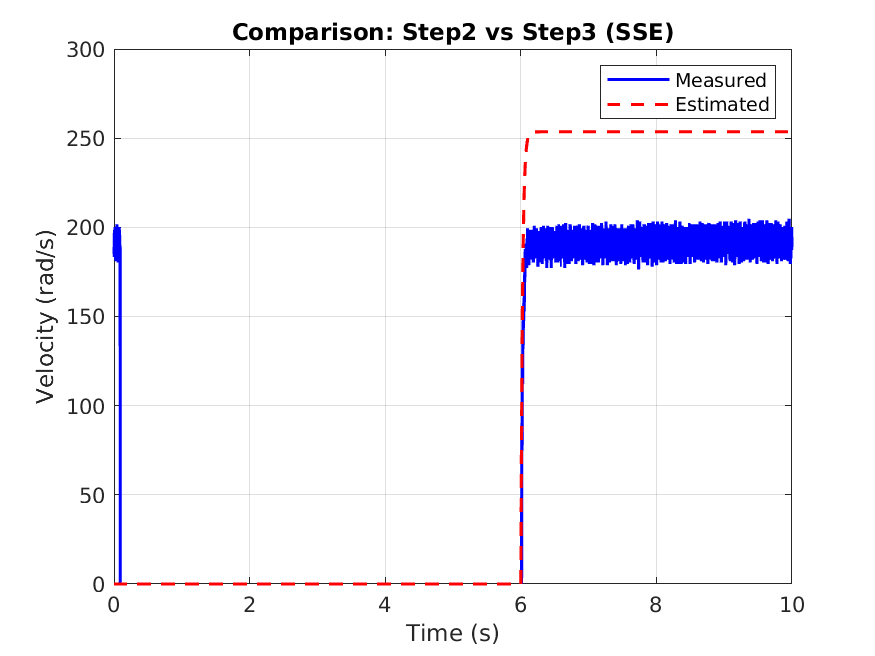 Comparison: Step2 vs Step3 (SSE)
Measured
Estimated
300
250
200
150
100
50
0
Velocity (rad/s)
0 2 4 6 8 10
Time (s)